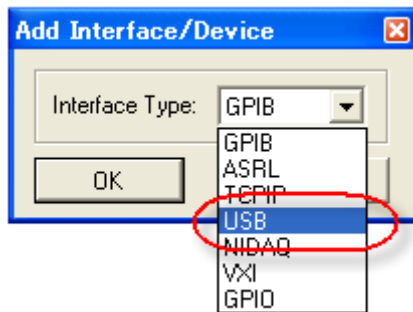 Add Interface/Device
Interface Type:
GPIB
GPIB
ASRL
OK
TCPIP
USB
NIDAQ
VXI
GPIO